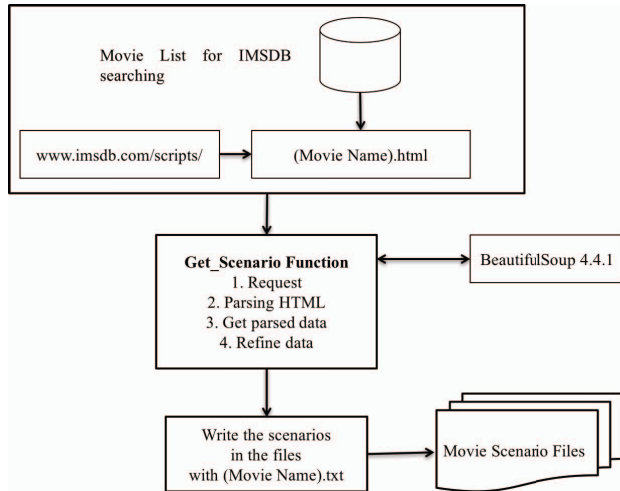 Movie List for IMSDB
searching
www.imsdb.com/scripts/
(Movie Name).html
Get_Scenario Function
1. Request
2. Parsing HTML
3. Get parsed data
4. Refine data
BeautifulSoup 4.4.1
Write the scenarios
in the files
with (Movie Name).txt
Movie Scenario Files